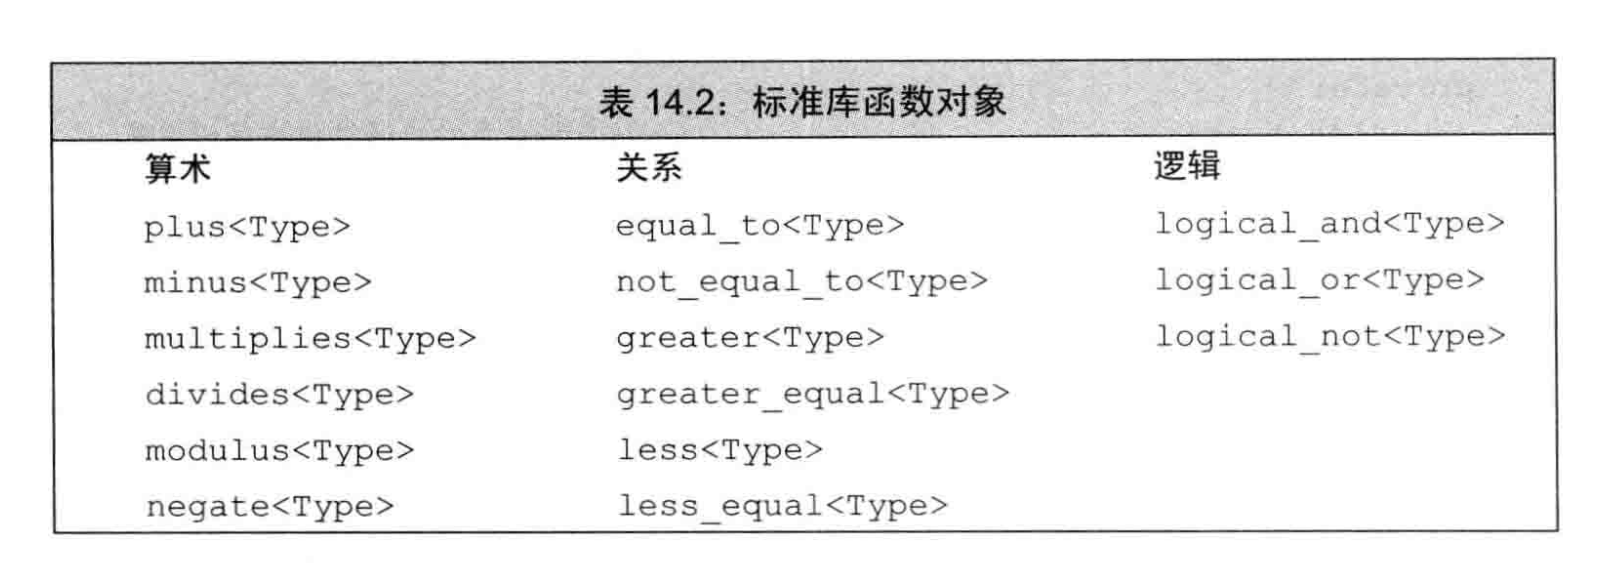 表 14.2：标准库函数对象
算术 关系 逻辑
plus<Type> equal_to<Type> logical_and<Type>
minus<Type> not_equal_to<Type> logical_or<Type>
multiplies<Type> greater<Type> logical_not<Type>
divides<Type> greater_equal<Type>
modulus<Type> less<Type>
negate<Type> less_equal<Type>